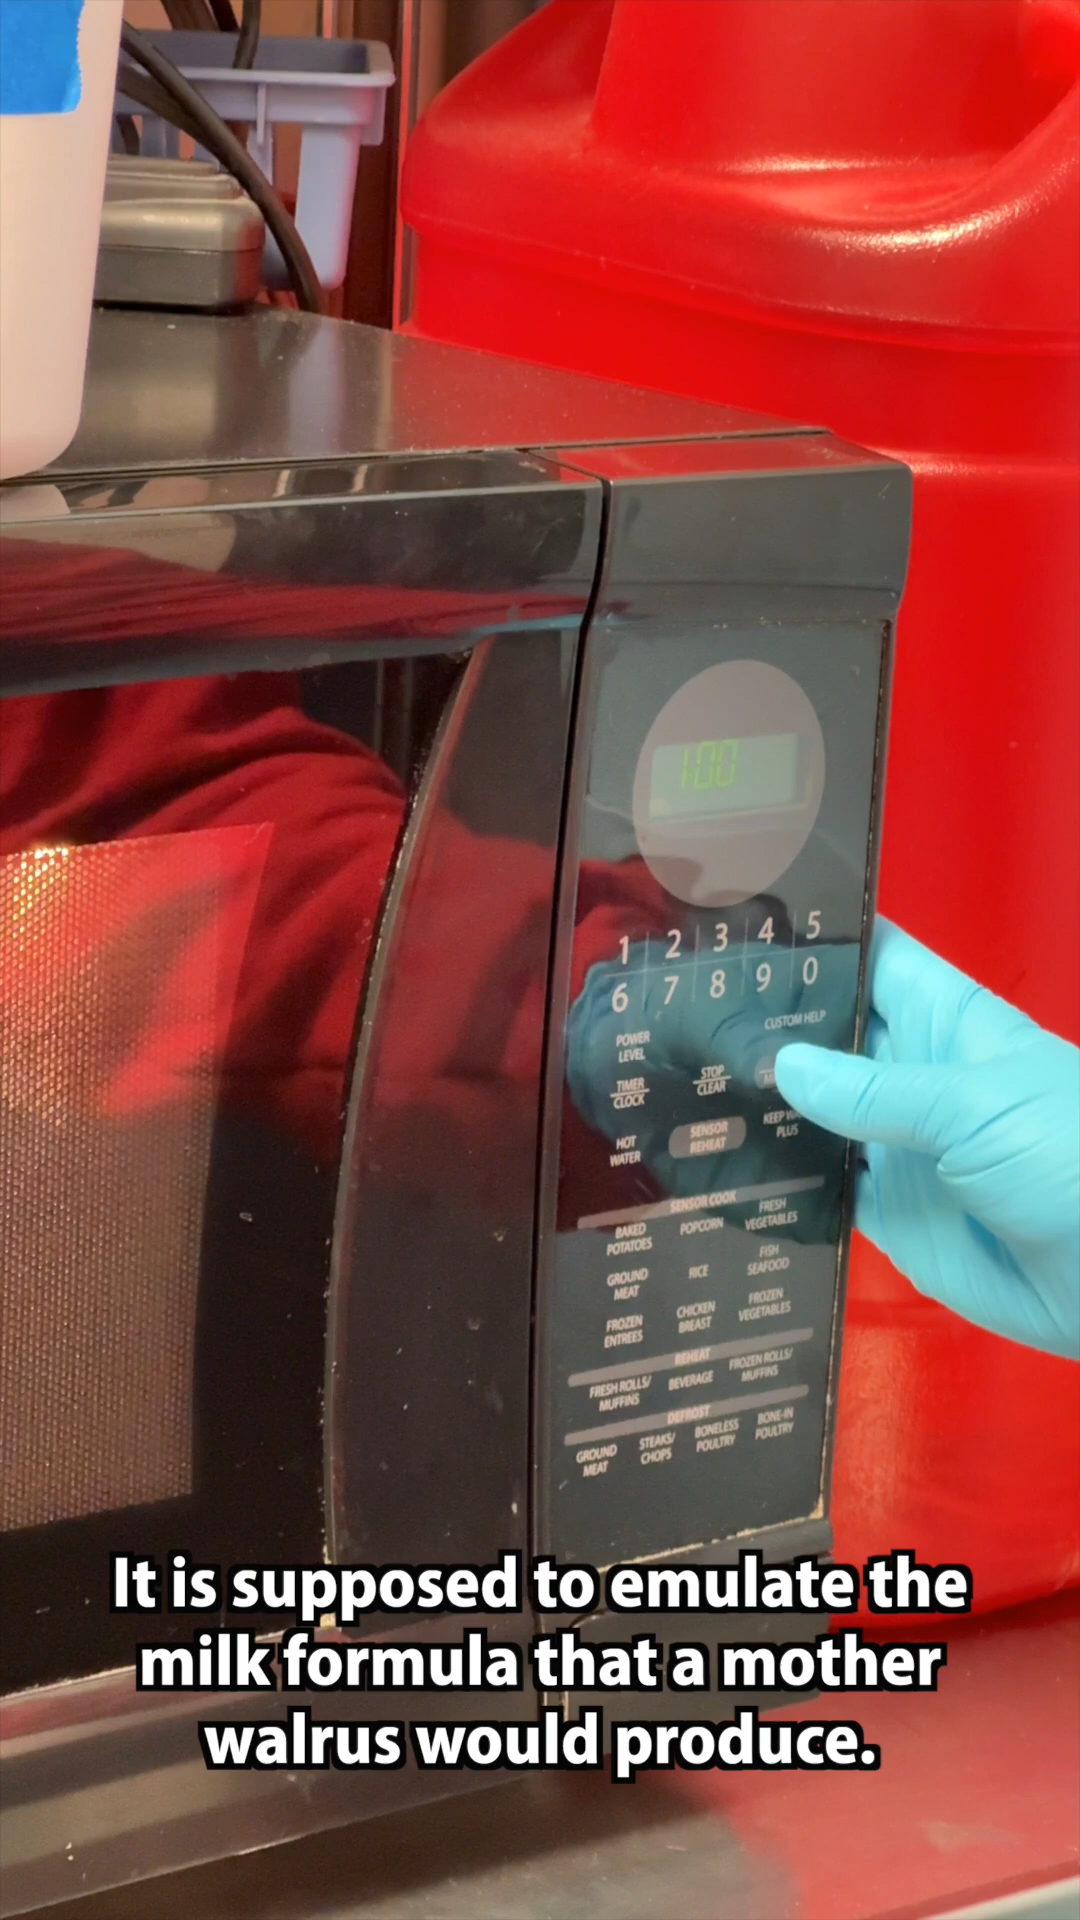 1:00
1 2 3 4 5
6 7 8 9 0
CUSTOM HELP
POWER
LEVEL
TIMER
CLOCK
STOP
CLEAR
HOT
WATER
SENSOR
REHEAT
KEEP
PLUS
SENSOR COOK
BAKED
POTATOES
POPCORN
FRESH
VEGETABLES
GROUND
MEAT
RICE
FISH
SEAFOOD
FROZEN
ENTREES
CHICKEN
BREAST
FROZEN
VEGETABLES
REHEAT
FRESH ROLLS/
MUFFINS
BEVERAGE
FROZEN ROLLS/
MUFFINS
DEFROST
GROUND
MEAT
STEAKS/
CHOPS
BONELESS
POULTRY
BONE-IN
POULTRY
It is supposed to emulate the
milk formula that a mother
walrus would produce.